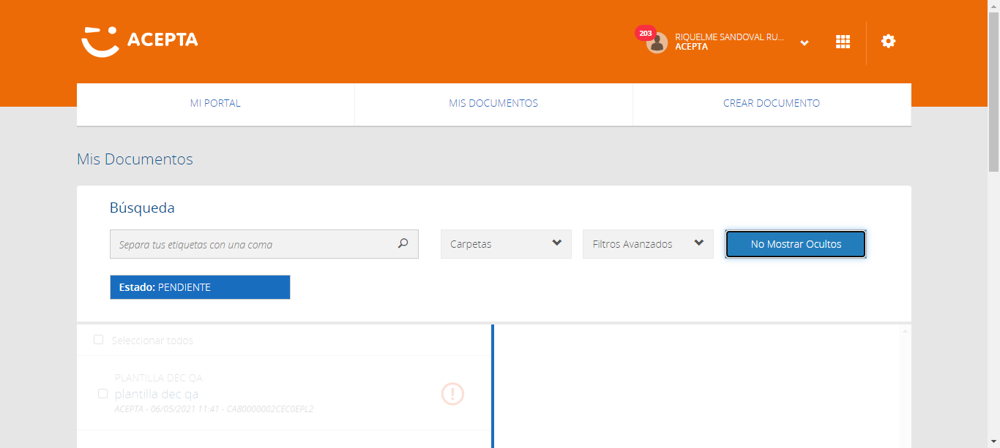 ACEPTA
203
RIQUELME SANDOVAL RU...
ACEPTA
MI PORTAL
MIS DOCUMENTOS
CREAR DOCUMENTO
Mis Documentos
Búsqueda
Separa tus etiquetas con una coma
Carpetas
Filtros Avanzados
No Mostrar Ocultos
Estado: PENDIENTE
Seleccionar todos
PLANTILLA DEC QA
plantilla dec qa
ACEPTA - 06/05/2021 11:41 - CA80000002CEC0EPL2